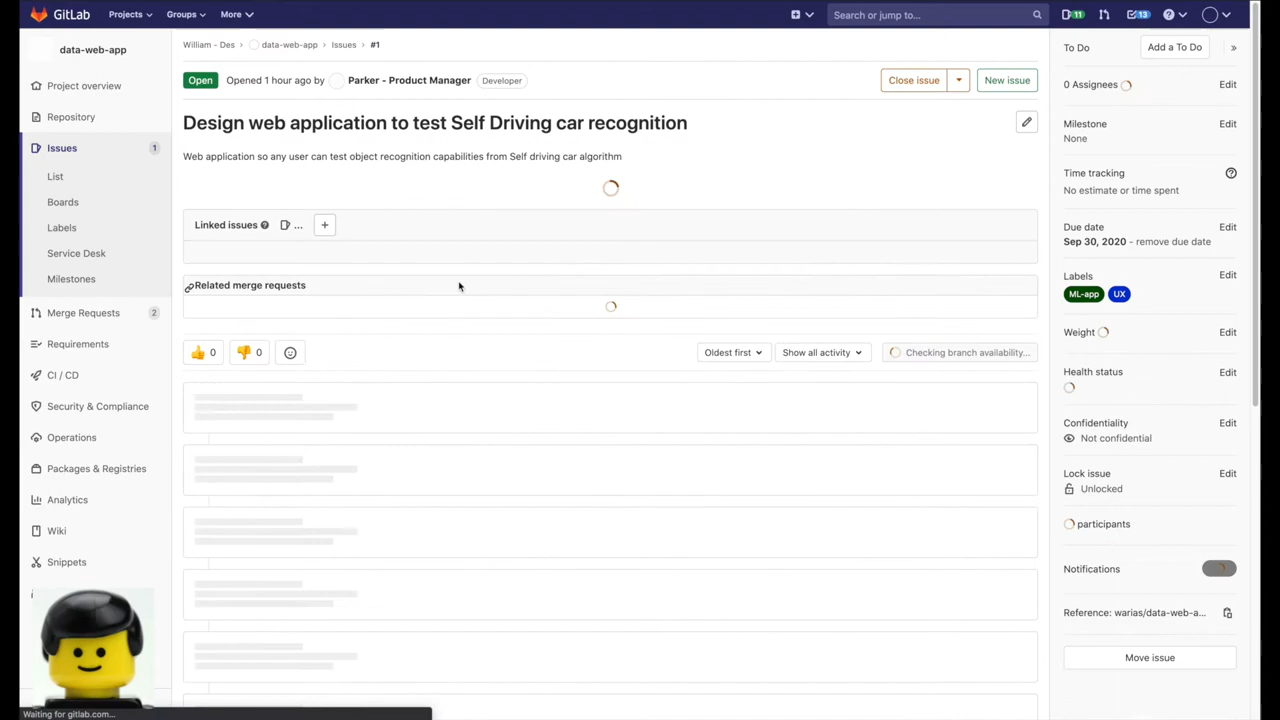 GitLab Projects Groups More Search or jump to... 11 13
data-web-app
William - Des > data-web-app > Issues > #1
To Do Add a To Do »
Open Opened 1 hour ago by Parker - Product Manager Developer Close issue New issue
Project overview
Repository
Issues 1
List
Boards
Labels
Service Desk
Milestones
Merge Requests 2
Requirements
CI / CD
Security & Compliance
Operations
Packages & Registries
Analytics
Wiki
Snippets
Design web application to test Self Driving car recognition
Web application so any user can test object recognition capabilities from Self driving car algorithm
Linked issues ... +
Related merge requests
0 0 Oldest first Show all activity Checking branch availability...
0 Assignees Edit
Milestone Edit
None
Time tracking
No estimate or time spent
Due date Edit
Sep 30, 2020 - remove due date
Labels Edit
ML-app UX
Weight Edit
Health status Edit
Confidentiality Edit
Not confidential
Lock issue Edit
Unlocked
participants
Notifications
Reference: warias/data-web-a...
Move issue
Waiting for gitlab.com...